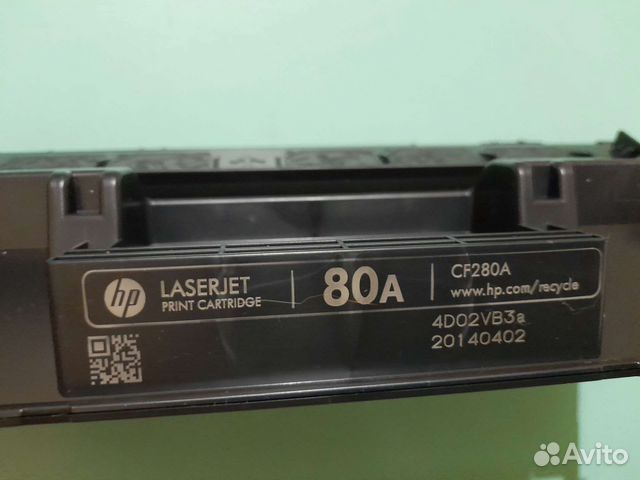 hp
LASERJET
PRINT CARTRIDGE
80A
CF280A
www.hp.com/recycle
4D02VB3a
20140402
Avito